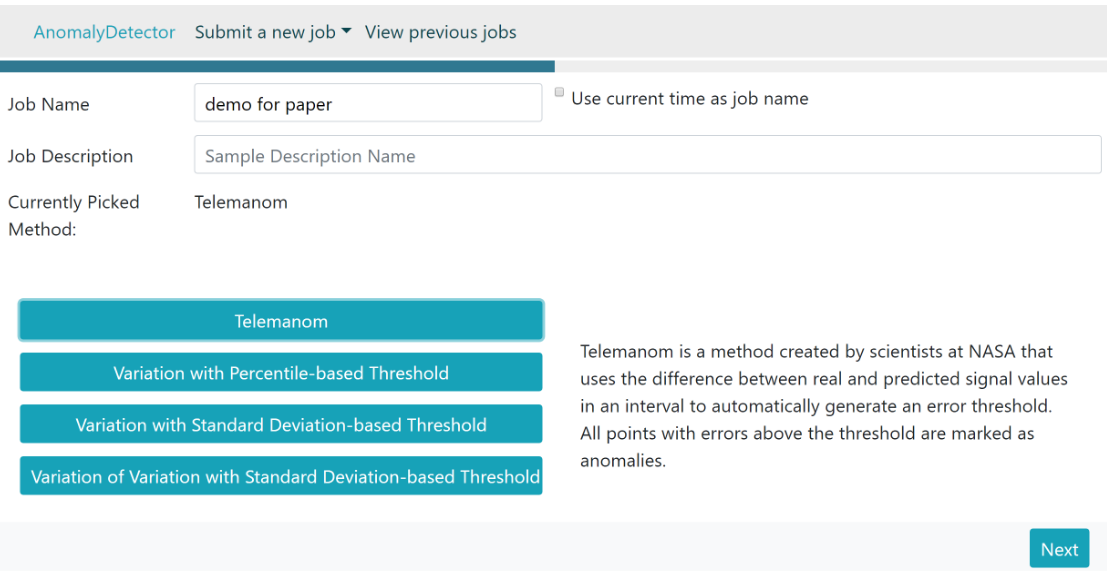 AnomalyDetector Submit a new job View previous jobs
Job Name demo for paper Use current time as job name
Job Description Sample Description Name
Currently Picked Telemanom
Method:
Telemanom
Variation with Percentile-based Threshold
Variation with Standard Deviation-based Threshold
Variation of Variation with Standard Deviation-based Threshold
Telemanom is a method created by scientists at NASA that
uses the difference between real and predicted signal values
in an interval to automatically generate an error threshold.
All points with errors above the threshold are marked as
anomalies.
Next